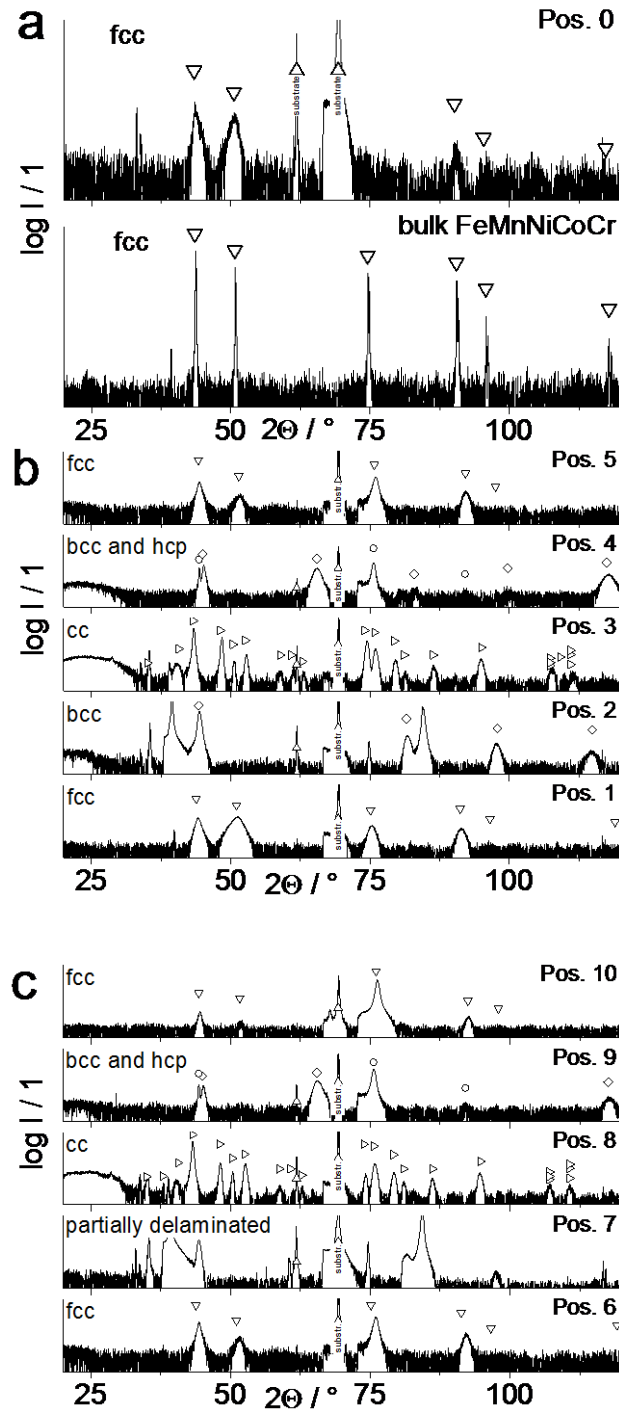 a
fcc
Pos. 0
substrate
substrate
log I / 1
fcc
bulk FeMnNiCoCr
25 50 2Θ / ° 75 100
b
fcc
Pos. 5
substr.
bcc and hcp
Pos. 4
substr.
log I / 1
cc
Pos. 3
substr.
bcc
Pos. 2
substr.
fcc
Pos. 1
substr.
25 50 2Θ / ° 75 100
c
fcc
Pos. 10
substr.
bcc and hcp
Pos. 9
substr.
log I / 1
cc
Pos. 8
substr.
partially delaminated
Pos. 7
substr.
fcc
Pos. 6
substr.
25 50 2Θ / ° 75 100